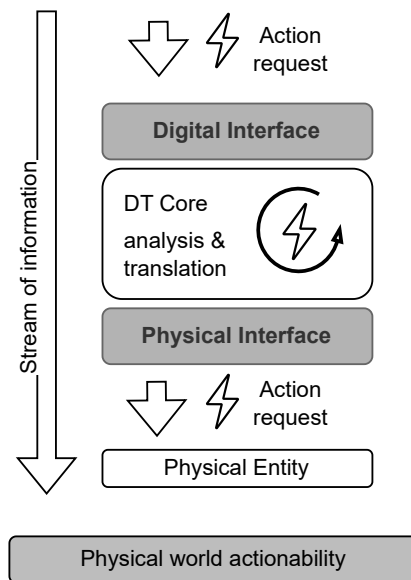 Action
request
Digital Interface
DT Core
analysis &
translation
Physical Interface
Action
request
Physical Entity
Stream of information
Physical world actionability